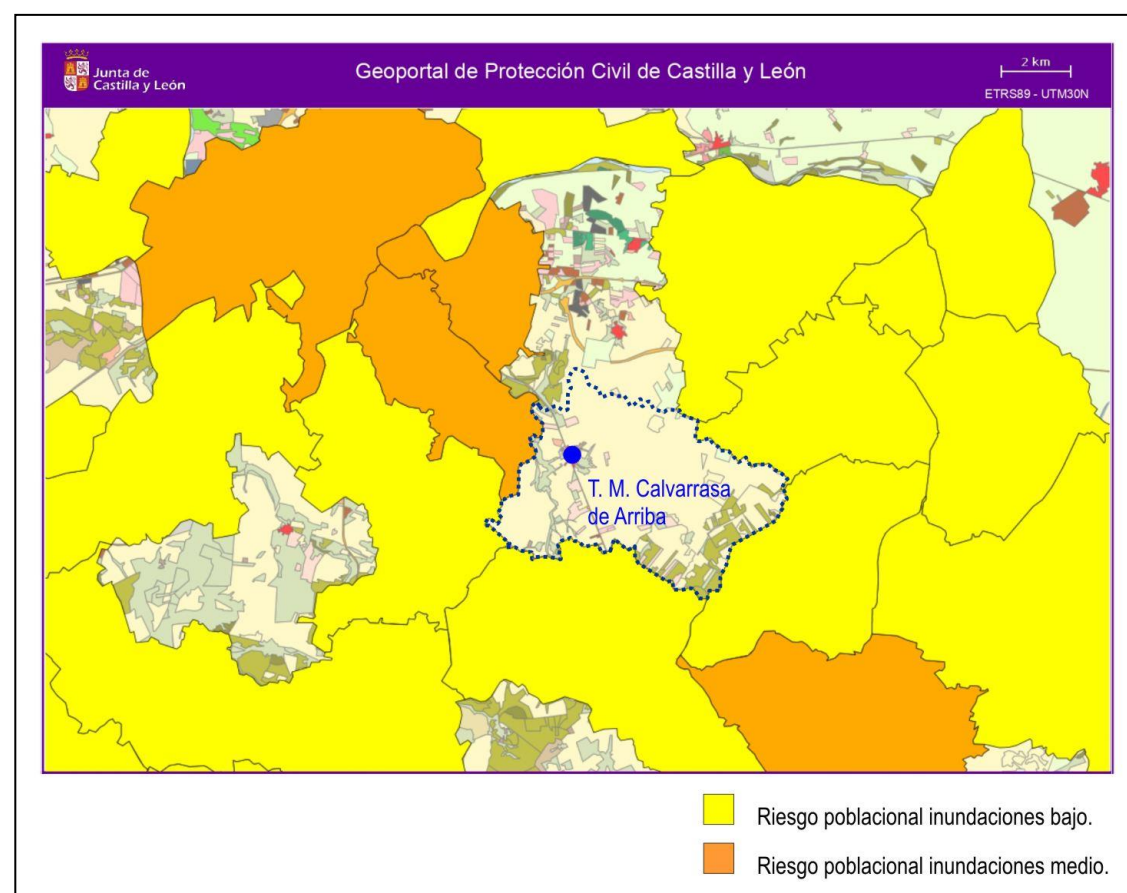 Junta de
Castilla y León
Geoportal de Protección Civil de Castilla y León
2 km
ETRS89 - UTM30N
T. M. Calvarrasa
de Arriba
Riesgo poblacional inundaciones bajo.
Riesgo poblacional inundaciones medio.